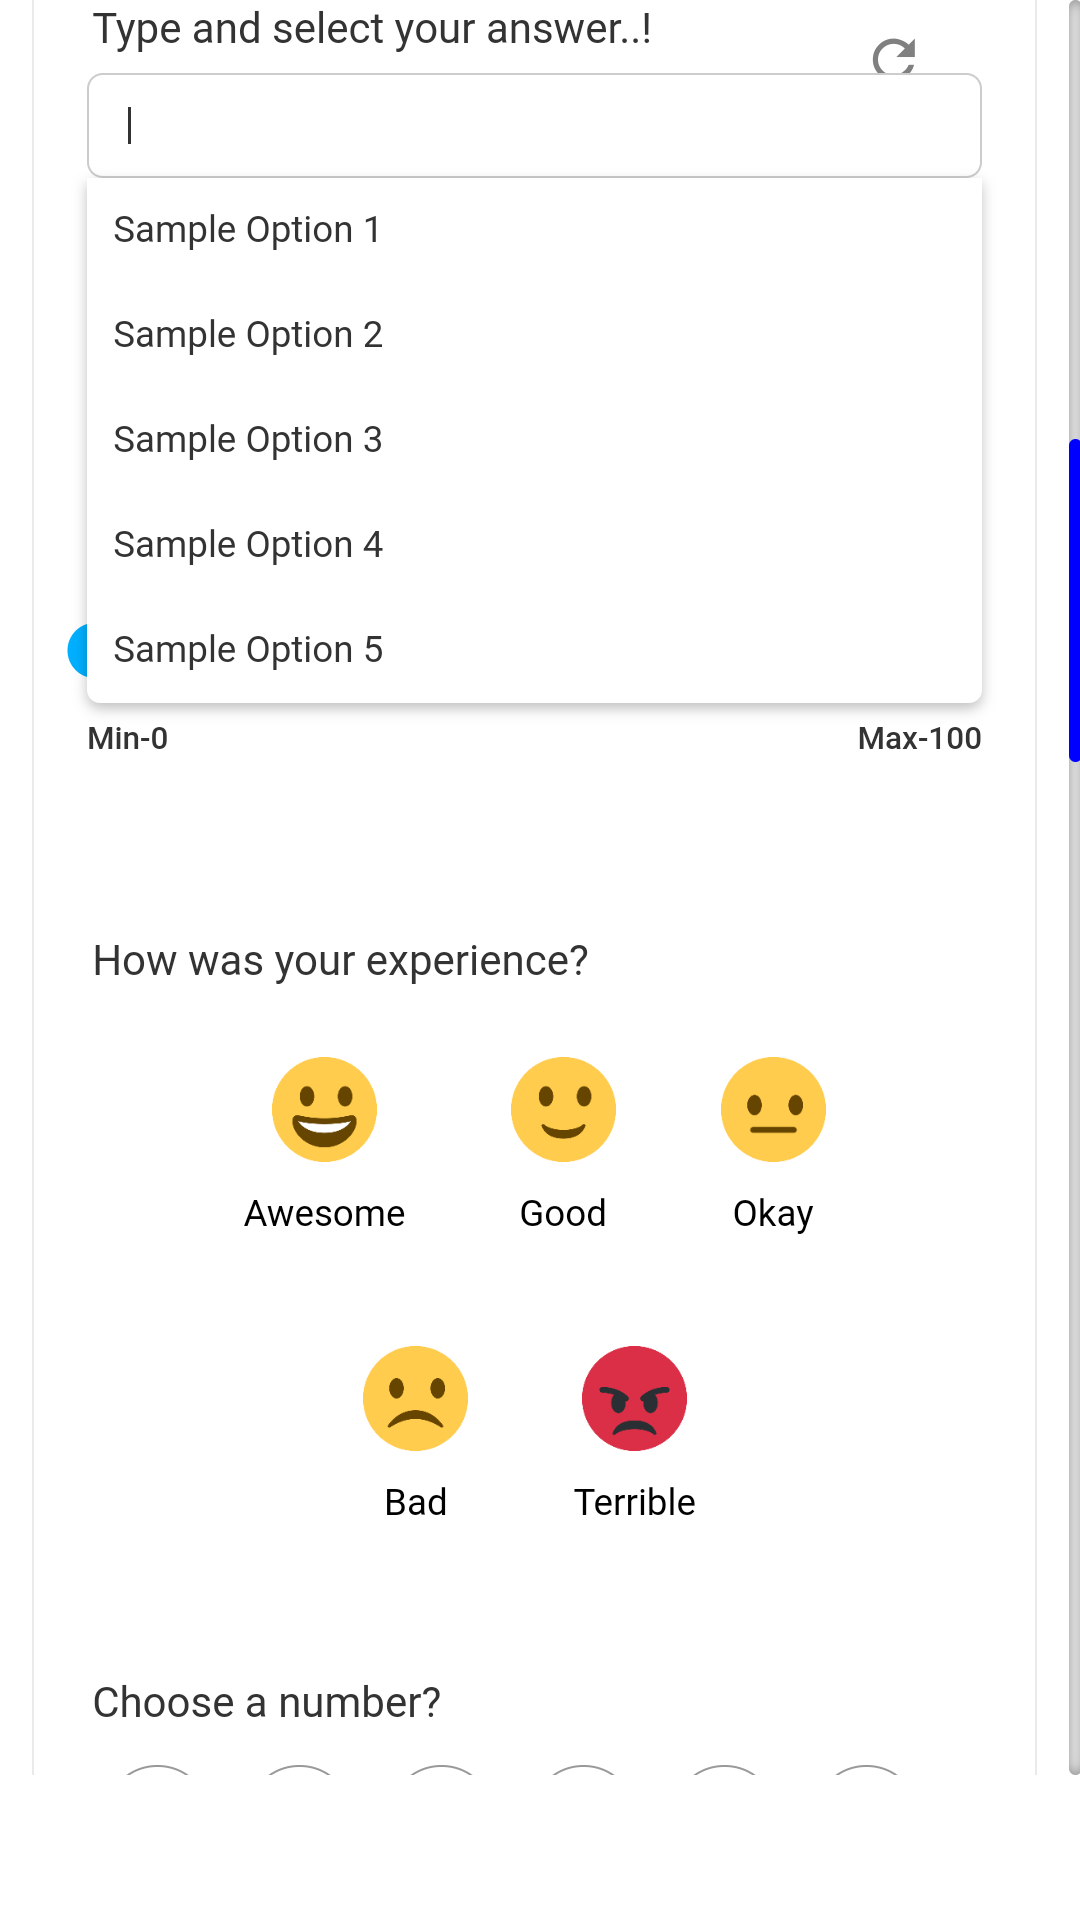 Type and select your answer..!
Sample Option 1
Sample Option 2
Sample Option 3
Sample Option 4
Sample Option 5
Min-0 Max-100
How was your experience?
Awesome Good Okay
Bad Terrible
Choose a number?